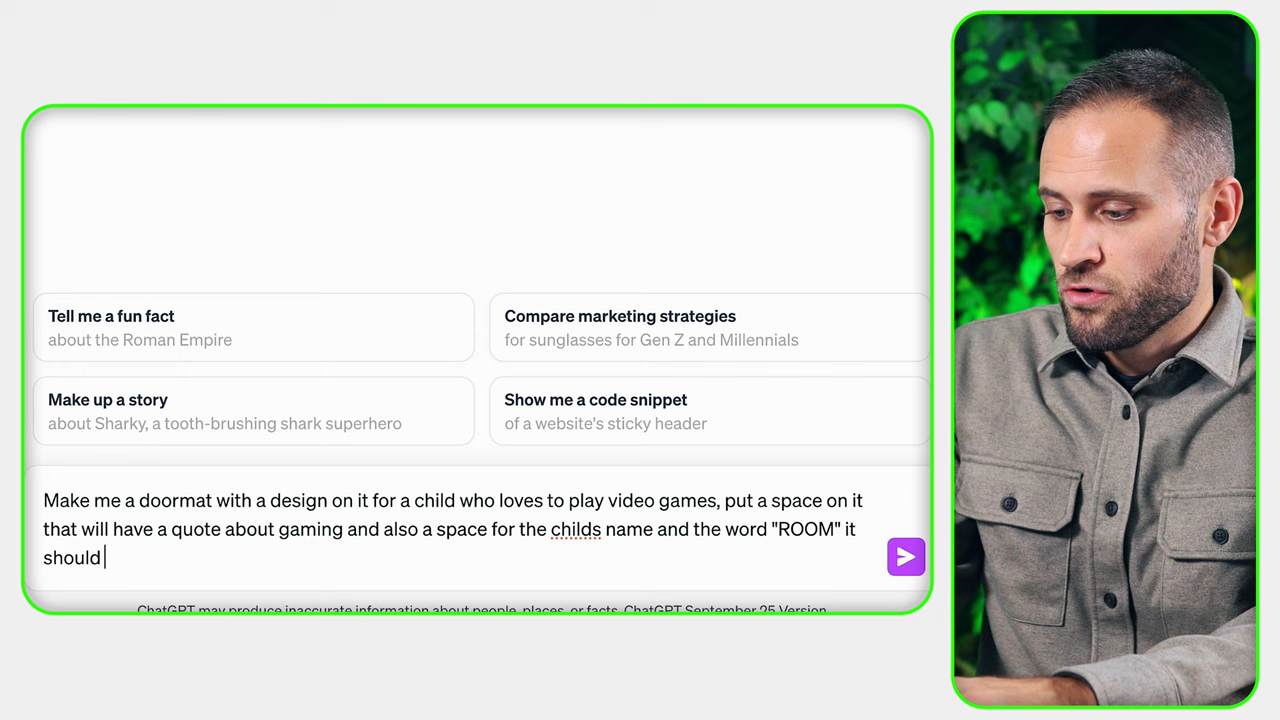 Tell me a fun fact
about the Roman Empire
Compare marketing strategies
for sunglasses for Gen Z and Millennials
Make up a story
about Sharky, a tooth-brushing shark superhero
Show me a code snippet
of a website's sticky header
Make me a doormat with a design on it for a child who loves to play video games, put a space on it
that will have a quote about gaming and also a space for the childs name and the word "ROOM" it
should
ChatGPT may produce inaccurate information about people, places, or facts. ChatGPT September 25 Version